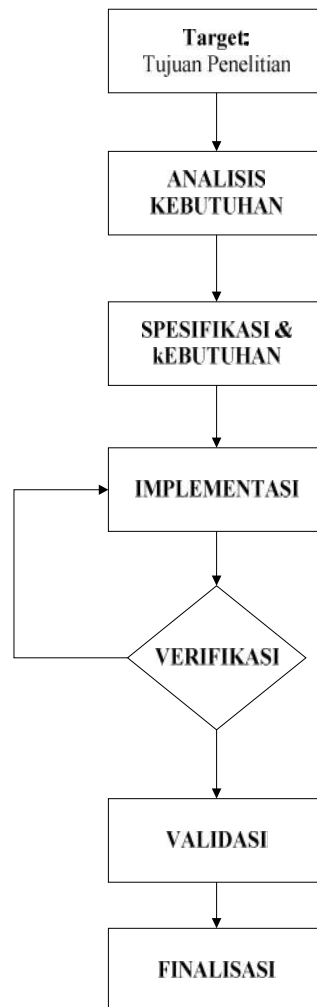 Target:
Tujuan Penelitian
ANALISIS
KEBUTUHAN
SPESIFIKASI &
kEBUTUHAN
IMPLEMENTASI
VERIFIKASI
VALIDASI
FINALISASI